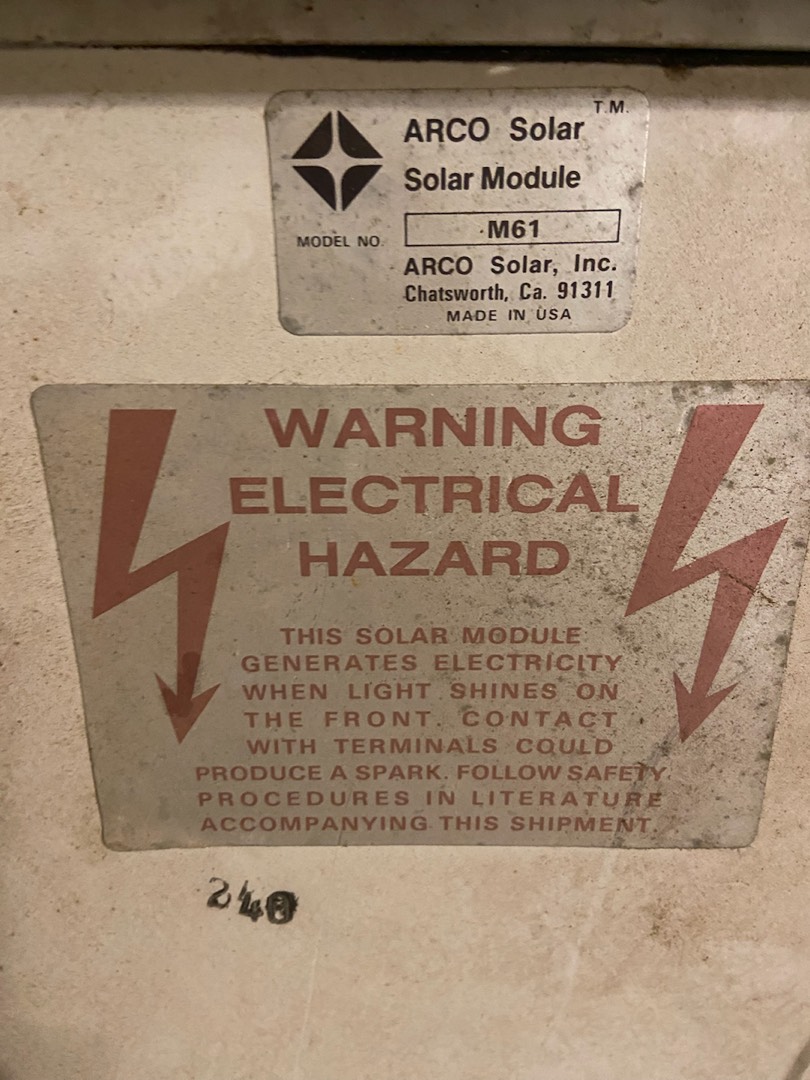 T.M.
ARCO Solar
Solar Module
MODEL NO. M61
ARCO Solar, Inc.
Chatsworth, Ca. 91311
MADE IN USA
WARNING
ELECTRICAL
HAZARD
THIS SOLAR MODULE
GENERATES ELECTRICITY
WHEN LIGHT SHINES ON
THE FRONT. CONTACT
WITH TERMINALS COULD
PRODUCE A SPARK. FOLLOW SAFETY
PROCEDURES IN LITERATURE
ACCOMPANYING THIS SHIPMENT.